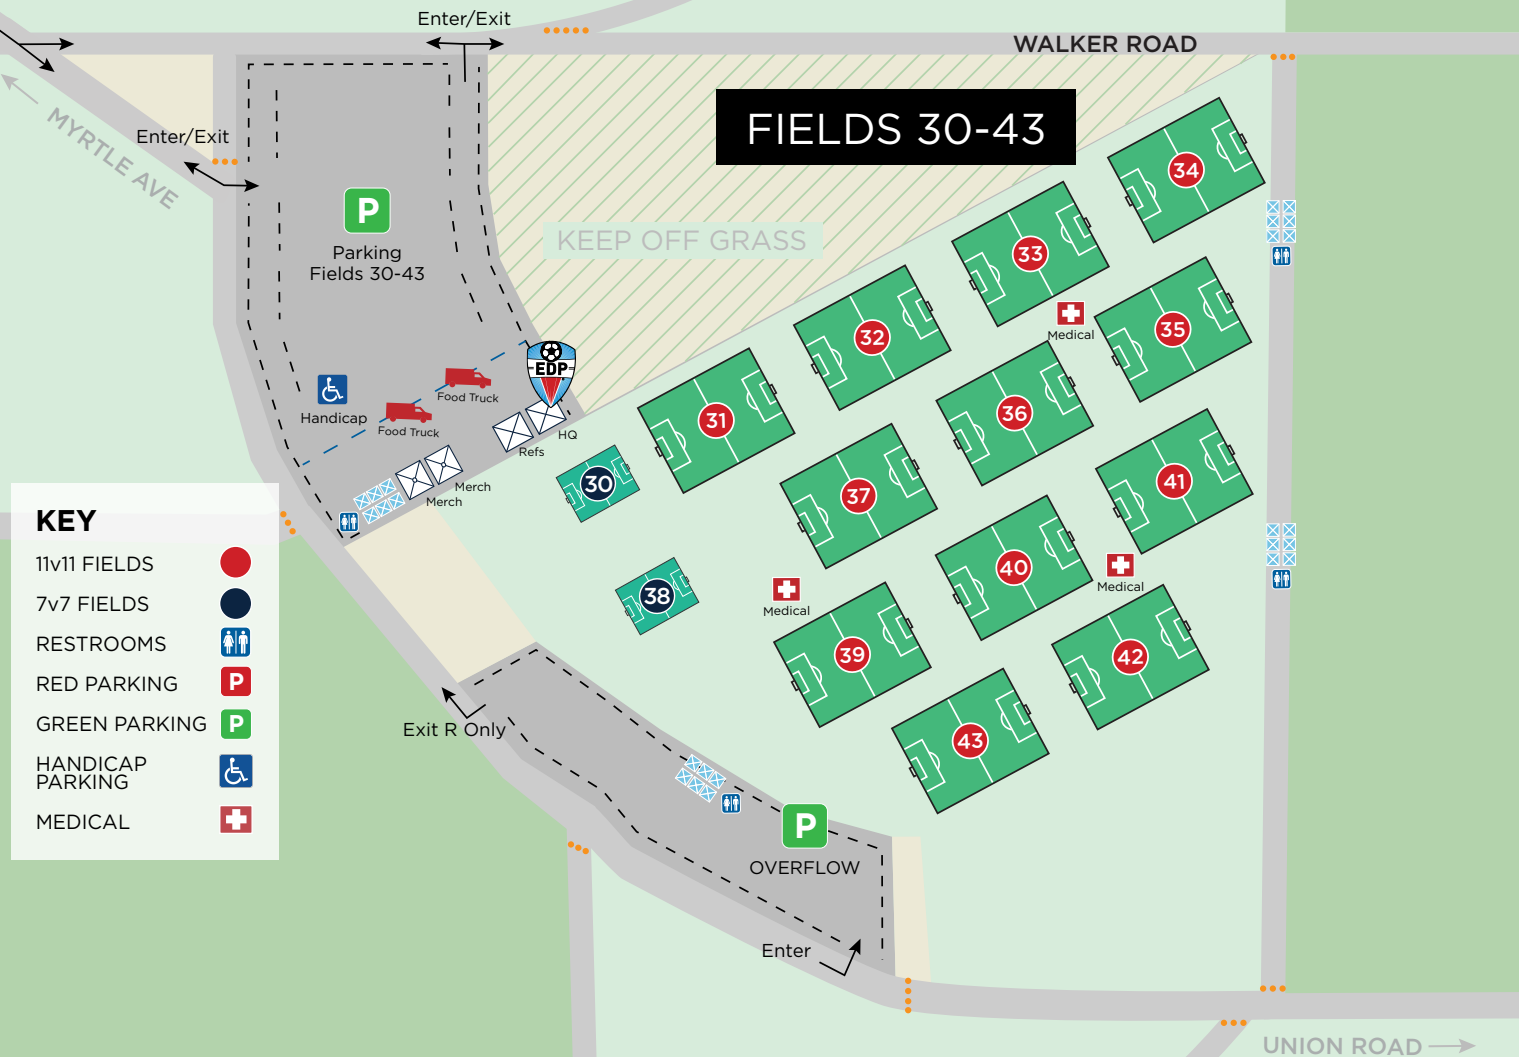 Enter/Exit
WALKER ROAD
MYRTLE AVE
Enter/Exit
FIELDS 30-43
P
Parking
Fields 30-43
KEEP OFF GRASS
34
33
32
35
Medical
31
36
EDP
Food Truck
Food Truck
Handicap
HQ
Refs
Merch
Merch
30
37
41
40
Medical
38
Medical
39
42
43
KEY
11v11 FIELDS
7v7 FIELDS
RESTROOMS
RED PARKING
P
GREEN PARKING
P
HANDICAP
PARKING
MEDICAL
Exit R Only
P
OVERFLOW
Enter
UNION ROAD